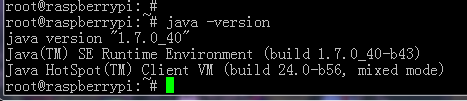 root@raspberrypi:~#
root@raspberrypi:~# java -version
java version "1.7.0_40"
Java(TM) SE Runtime Environment (build 1.7.0_40-b43)
Java HotSpot(TM) Client VM (build 24.0-b56, mixed mode)
root@raspberrypi:~#